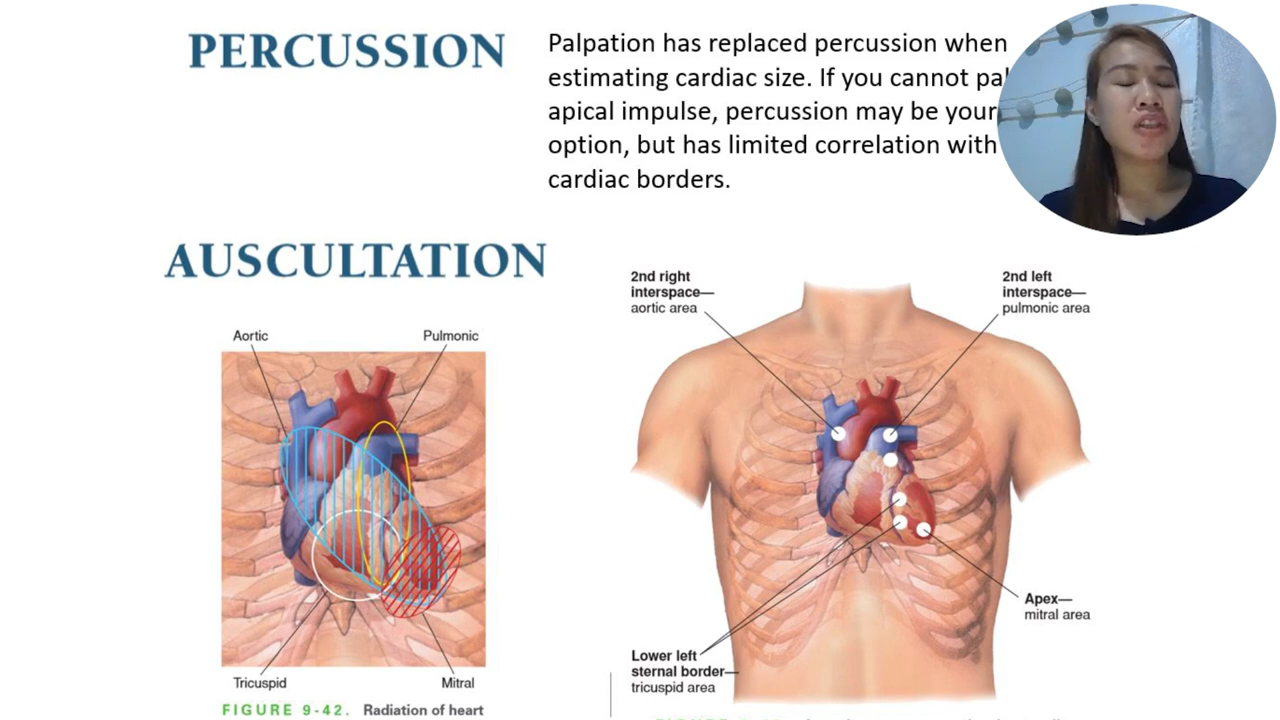 PERCUSSION
Palpation has replaced percussion when
estimating cardiac size. If you cannot
apical impulse, percussion may be your
option, but has limited correlation with
cardiac borders.
AUSCULTATION
Aortic
Pulmonic
Tricuspid
Mitral
FIGURE 9-42. Radiation of heart
2nd right
interspace—
aortic area
2nd left
interspace—
pulmonic area
Apex—
mitral area
Lower left
sternal border—
tricuspid area